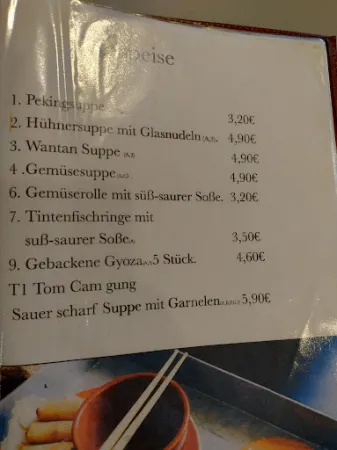 peise
1. Pekingsuppe 3,20€
2. Hühnersuppe mit Glasnudeln 4,90€
3. Wantan Suppe 4,90€
4 .Gemüsesuppe 4,90€
6. Gemüserolle mit süß-saurer Soße. 3,20€
7. Tintenfischringe mit
suß-saurer Soße 3,50€
9. Gebackene Gyoza 5 Stück. 4,60€
T1 Tom Cam gung
Sauer scharf Suppe mit Garnelen 5,90€